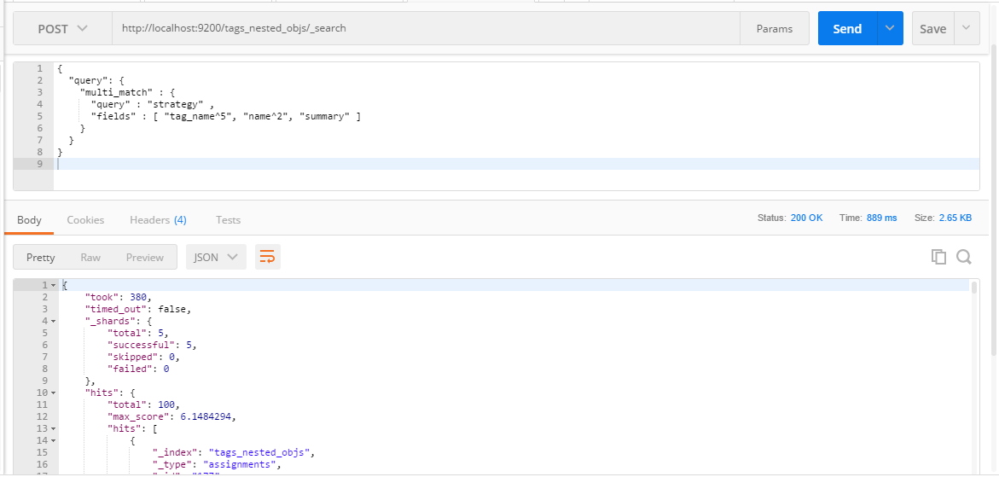 POST http://localhost:9200/tags_nested_objs/_search Params Send Save
1 {
2 "query": {
3 "multi_match" : {
4 "query" : "strategy" ,
5 "fields" : [ "tag_name^5", "name^2", "summary" ]
6 }
7 }
8 }
9
Body Cookies Headers (4) Tests Status: 200 OK Time: 889 ms Size: 2.65 KB
Pretty Raw Preview JSON
1 {
2 "took": 380,
3 "timed_out": false,
4 "_shards": {
5 "total": 5,
6 "successful": 5,
7 "skipped": 0,
8 "failed": 0
9 },
10 "hits": {
11 "total": 100,
12 "max_score": 6.1484294,
13 "hits": [
14 {
15 "_index": "tags_nested_objs",
16 "_type": "assignments",